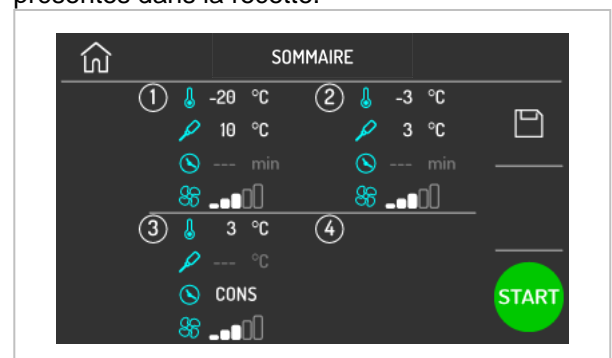 présentes dans la recette.
SOMMAIRE
1 -20 °C 2 -3 °C
10 °C 3 °C
--- min --- min
3 3 °C 4
--- °C
CONS
START